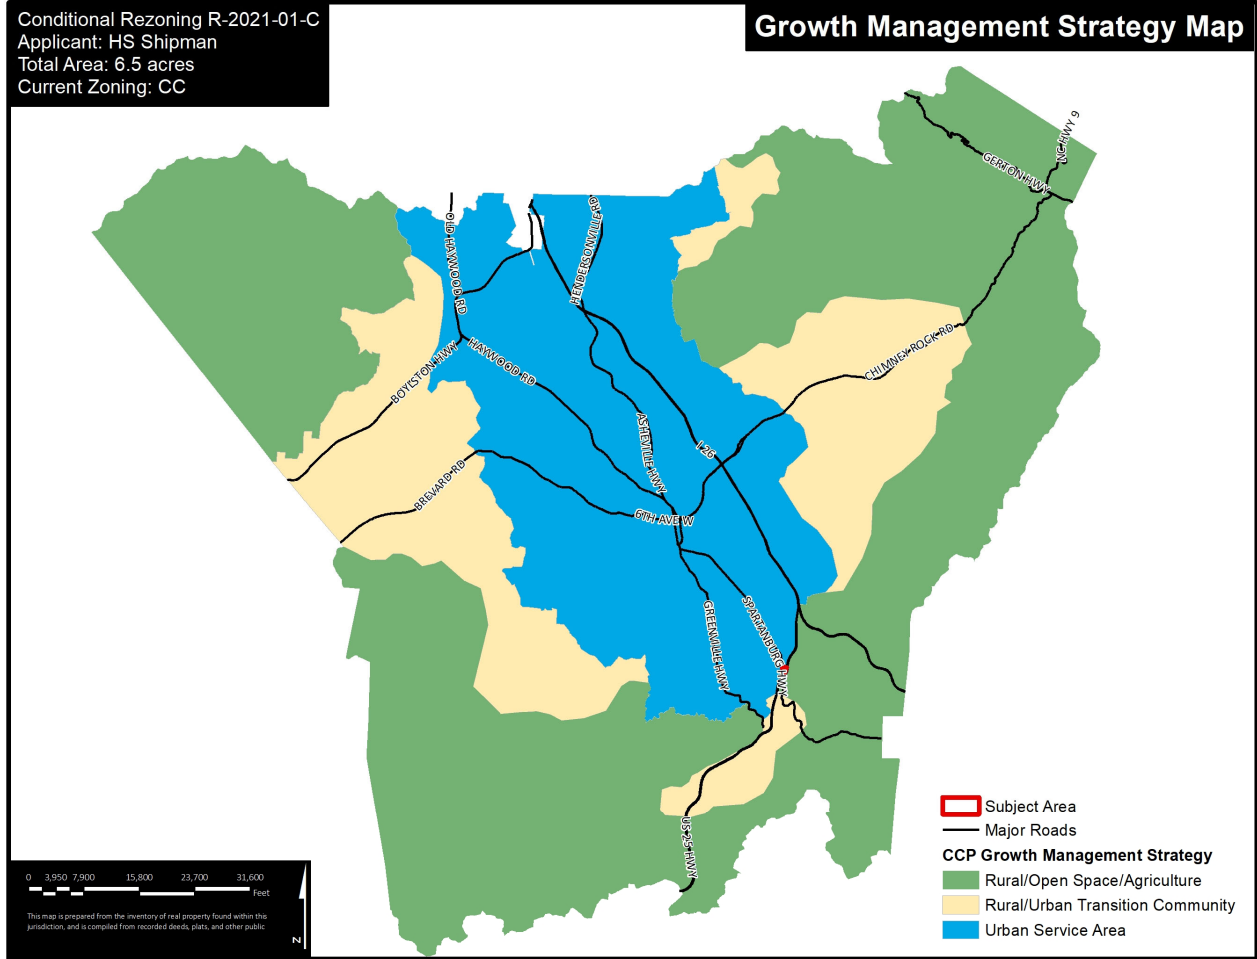 Conditional Rezoning R-2021-01-C
Applicant: HS Shipman
Total Area: 6.5 acres
Current Zoning: CC
Growth Management Strategy Map
NC HWY 9
GERTON HWY
OLD HAYWOOD RD
HENDERSONVILLE RD
BOYLSTON HWY
HAYWOOD RD
CHIMNEY ROCK RD
ASHEVILLE HWY
I-26
BREVARD RD
6TH AVE W
SPARTANBURG HWY
GREENVILLE HWY
US 25 HWY
Subject Area
Major Roads
CCP Growth Management Strategy
Rural/Open Space/Agriculture
Rural/Urban Transition Community
Urban Service Area
0 3,950 7,900 15,800 23,700 31,600
Feet
This map is prepared from the inventory of real property found within this
jurisdiction, and is compiled from recorded deeds, plats, and other public
N